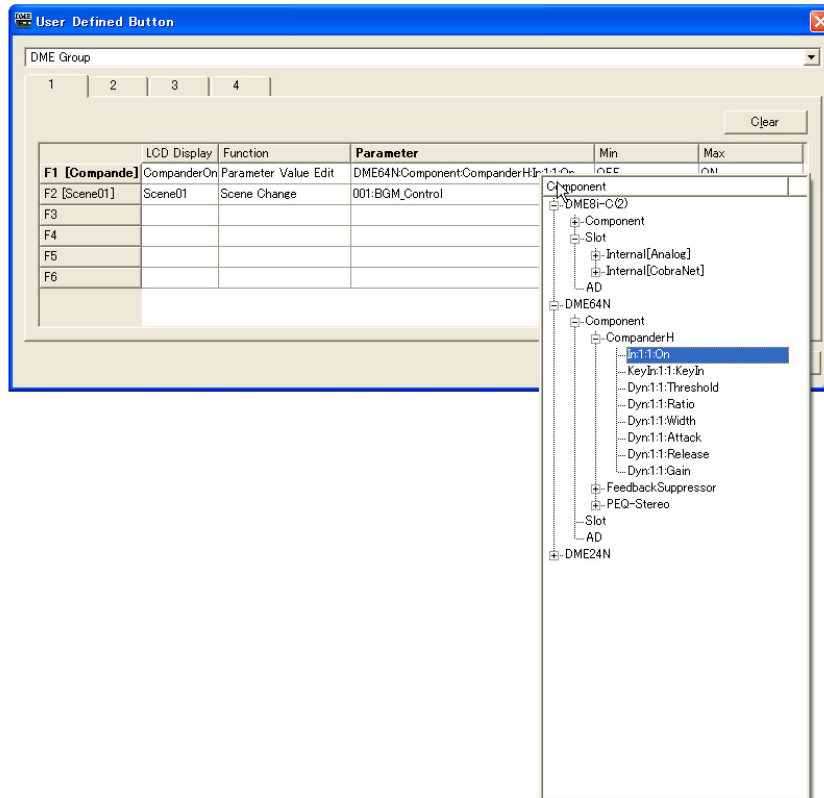 User Defined Button
DME Group
1 2 3 4
Clear
LCD Display Function Parameter Min Max
F1 [Compande] CompanderOn Parameter Value Edit DME64N:Component:CompanderH:In:1:1:On OFF ON
F2 [Scene01] Scene01 Scene Change 001:BGM_Control
F3
F4
F5
F6
Component
DME8i-C(2)
Component
Slot
Internal[Analog]
Internal[CobraNet]
AD
DME64N
Component
CompanderH
In:1:1:On
KeyIn:1:1:KeyIn
Dyn:1:1:Threshold
Dyn:1:1:Ratio
Dyn:1:1:Width
Dyn:1:1:Attack
Dyn:1:1:Release
Dyn:1:1:Gain
FeedbackSuppressor
PEQ-Stereo
Slot
AD
DME24N